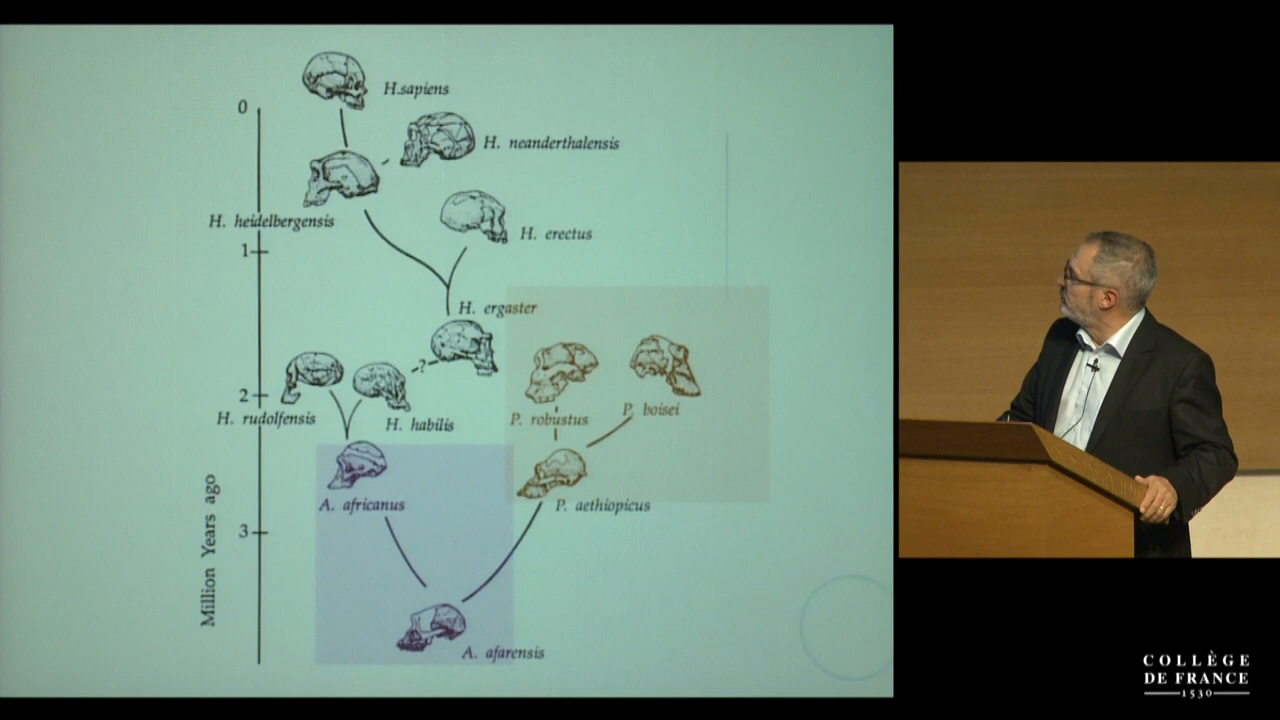 H.sapiens
0
H. neanderthalensis
H. heidelbergensis
H. erectus
1
H. ergaster
?
2
H. rudolfensis
H. habilis
P. robustus
P. boisei
A. africanus
P. aethiopicus
3
Million Years ago
A. afarensis
COLLÈGE
DE FRANCE
1530